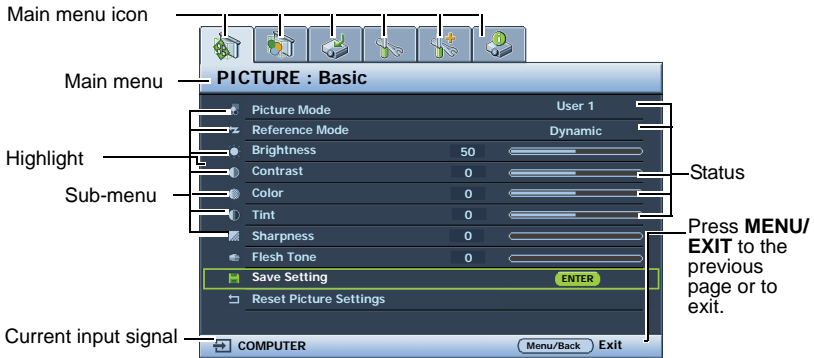 Main menu icon
Main menu
PICTURE : Basic
Picture Mode User 1
Reference Mode Dynamic
Highlight
Brightness 50
Contrast 0
Status
Sub-menu
Color 0
Tint 0
Sharpness 0
Flesh Tone 0
Save Setting ENTER
Reset Picture Settings
Press MENU/
EXIT to the
previous
page or to
exit.
Current input signal
COMPUTER Menu/Back Exit